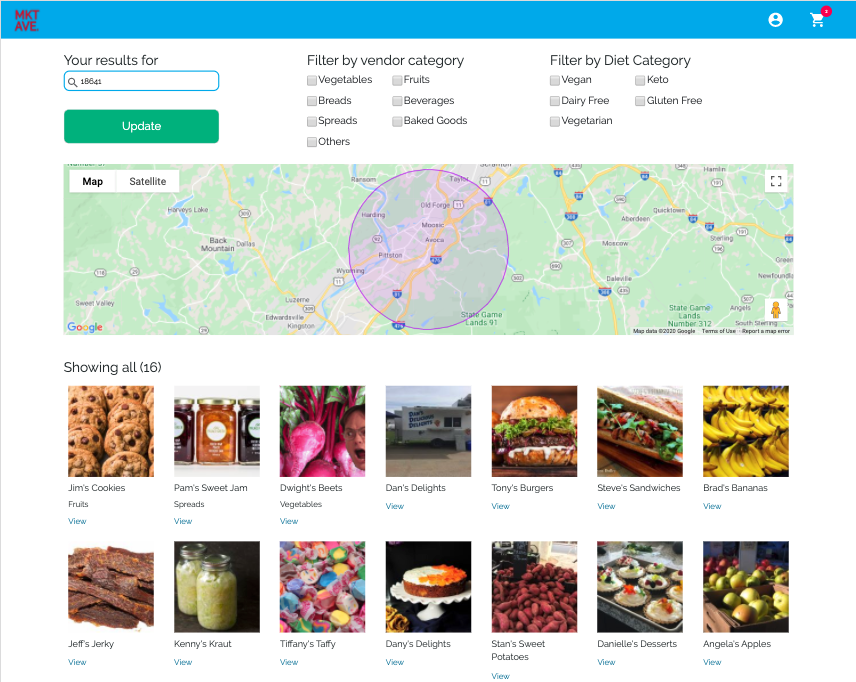 MKT
AVE.
Your results for
18641
Update
Filter by vendor category
Vegetables
Fruits
Breads
Beverages
Spreads
Baked Goods
Others
Filter by Diet Category
Vegan
Keto
Dairy Free
Gluten Free
Vegetarian
Map
Satellite
Ransom
Taylor
Hamlin
Harveys Lake
Harding
Old Forge
Moosic
Avoca
Pittston
Back
Mountain
Dallas
Wyoming
Luzerne
Edwardsville
Kingston
Sweet Valley
Aberdeen
Quicktown
Moscow
Sterling
Daleville
Angels
South Sterling
Green
Newfoundla
State Game
Lands 91
State Game
Lands
Number 312
Google
Map data ©2020 Google
Terms of Use
Report a map error
Showing all (16)
Jim's Cookies
Fruits
View
Pam's Sweet Jam
Spreads
View
Dwight's Beets
Vegetables
View
Dan's Delights
View
Tony's Burgers
View
Steve's Sandwiches
View
Brad's Bananas
View
Jeff's Jerky
View
Kenny's Kraut
View
Tiffany's Taffy
View
Dany's Delights
View
Stan's Sweet
Potatoes
View
Danielle's Desserts
View
Angela's Apples
View